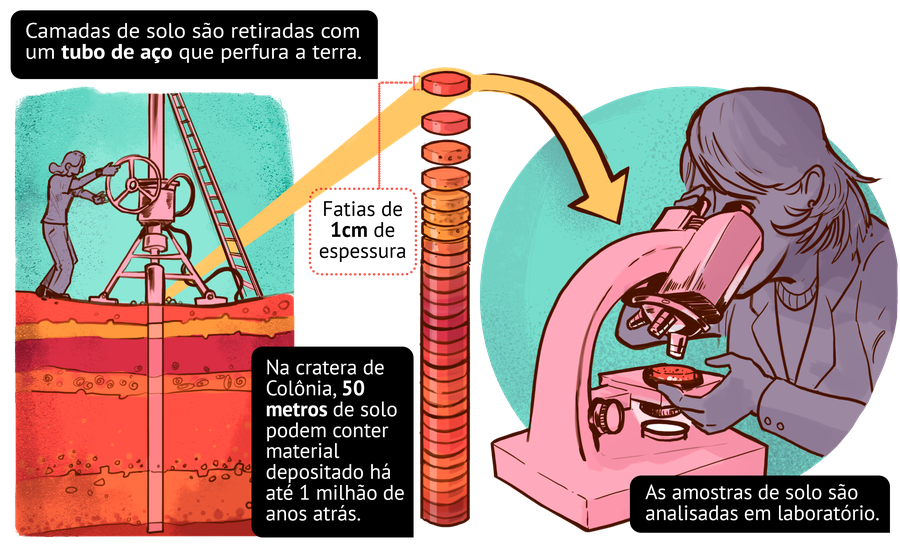 Camadas de solo são retiradas com
um tubo de aço que perfura a terra.
Fatias de
1cm de
espessura
Na cratera de
Colônia, 50
metros de solo
podem conter
material
depositado há
até 1 milhão de
anos atrás.
As amostras de solo são
analisadas em laboratório.